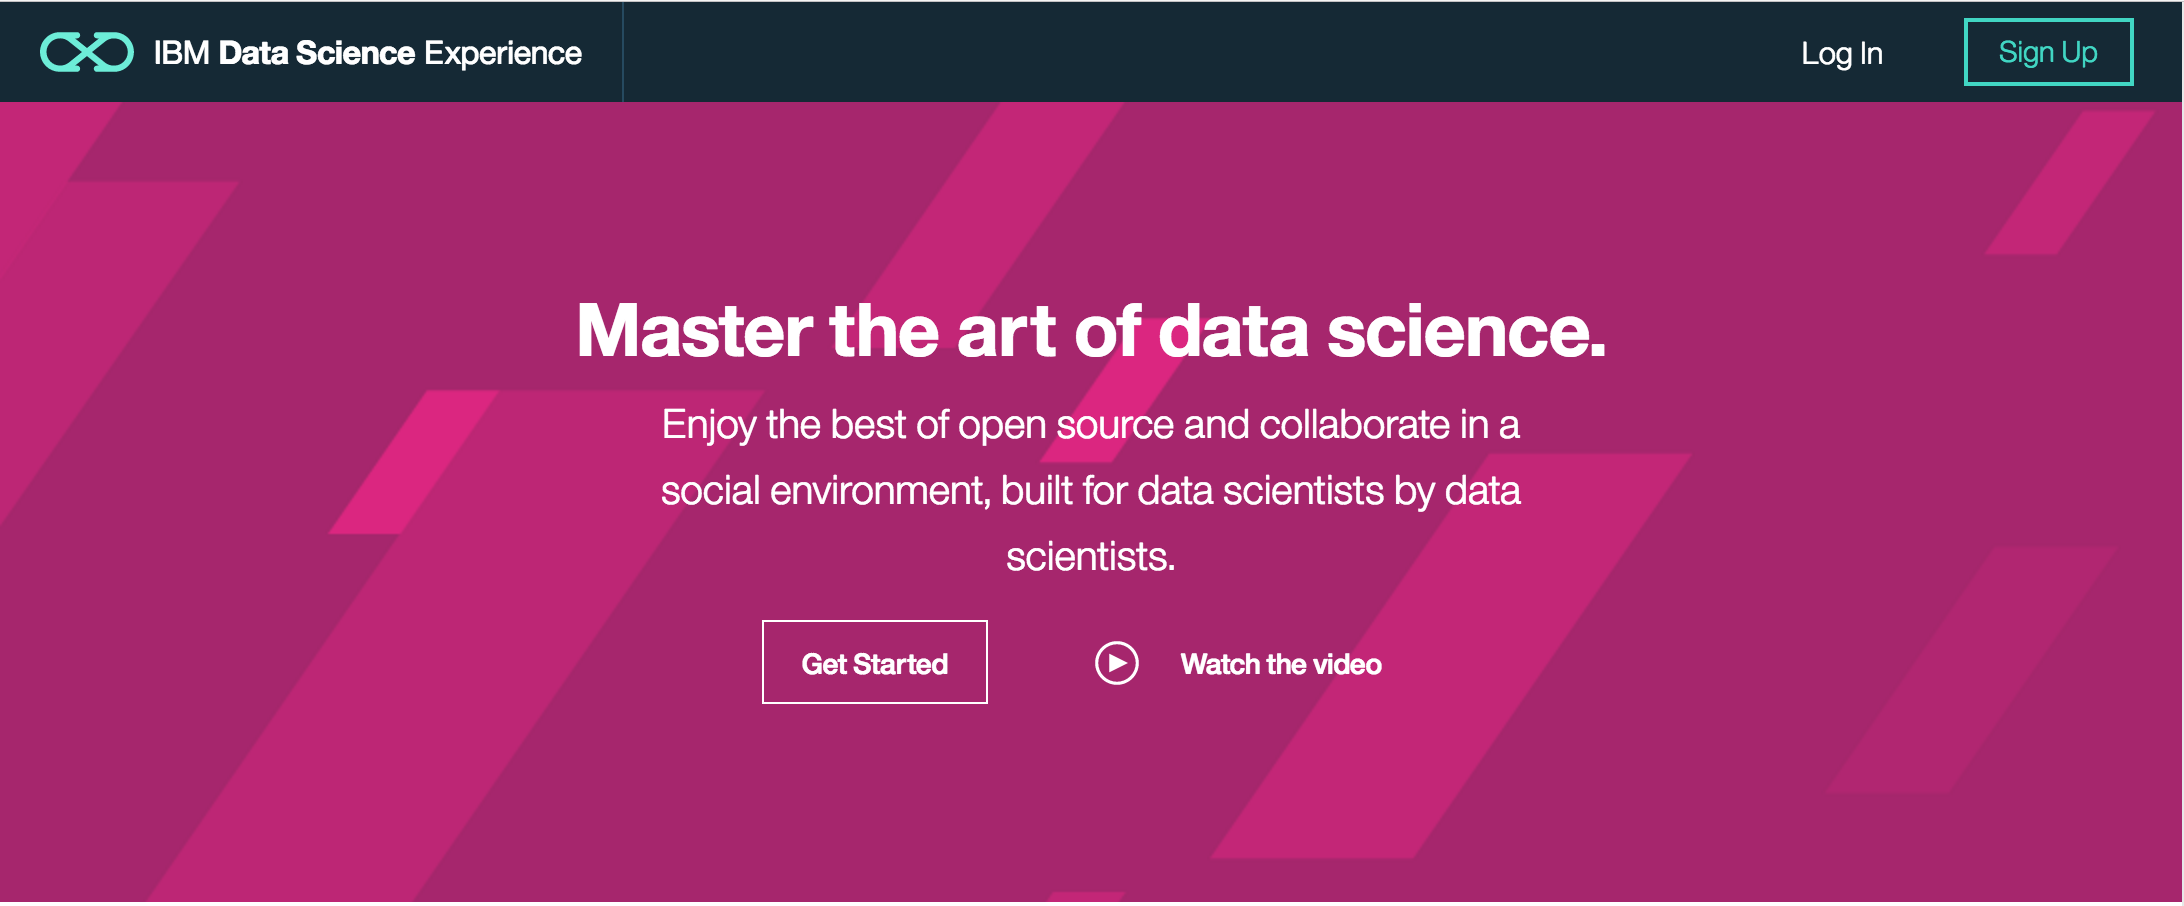 IBM Data Science Experience
Log In
Sign Up
Master the art of data science.
Enjoy the best of open source and collaborate in a
social environment, built for data scientists by data
scientists.
Get Started
Watch the video